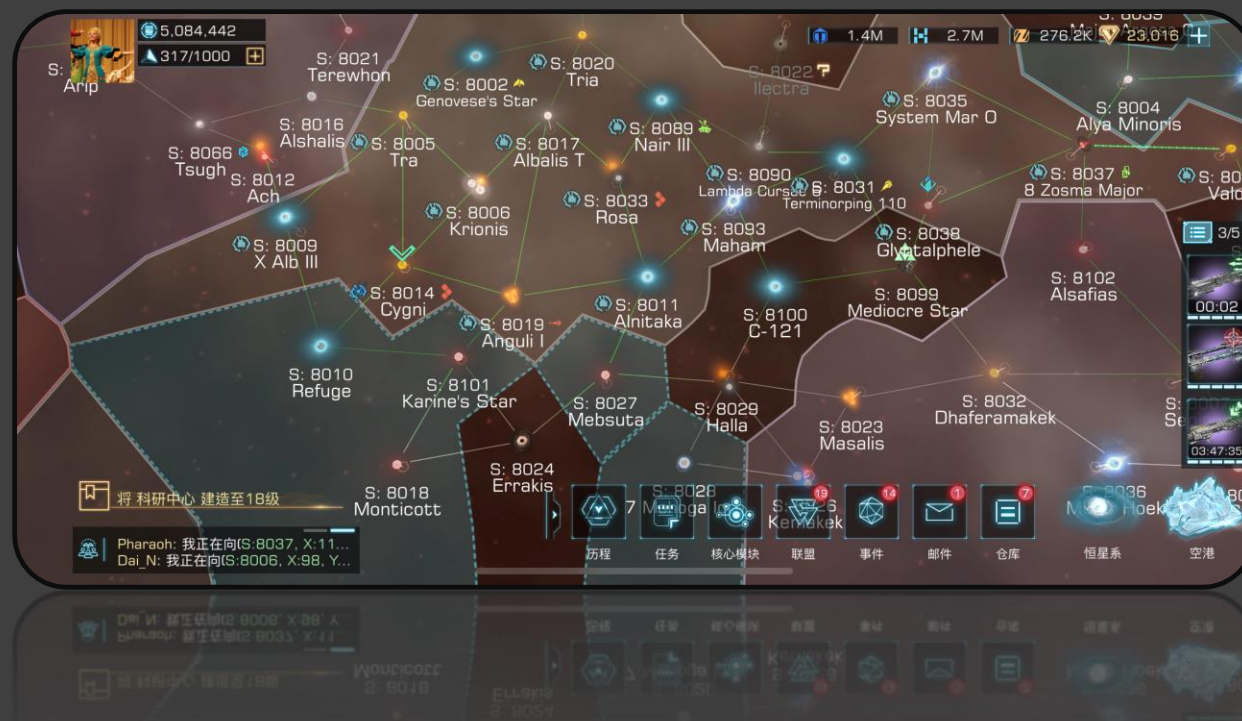 5,084,442
317/1000
1.4M
2.7M
276.2K
23,016
Arip
S: 8021
Terewhon
S: 8002
Genovese's Star
S: 8020
Tria
S: 8022
Ilectra
S: 8035
System Mar O
S: 8004
Alya Minoris
S: 8016
Alshalis
S: 8005
Tra
S: 8017
Albalis T
S: 8089
Nair III
S: 8066
Tsugh
S: 8012
Ach
S: 8006
Krionis
S: 8033
Rosa
S: 8090
S: 8031
Terminorping 110
S: 8037
8 Zosma Major
S: 8009
X Alb III
S: 8093
Maham
S: 8038
3/5
S: 8014
Cygni
S: 8019
Anguli I
S: 8011
Alnitaka
S: 8100
C-121
S: 8099
Mediocre Star
S: 8102
Alsafias
00:02
S: 8010
Refuge
S: 8101
Karine's Star
S: 8027
Mebsuta
S: 8029
Halla
S: 8023
Masalis
S: 8032
Dhaferamakek
03:47:35
S: 8024
Errakis
S: 8018
Monticott
S: 8028
将 科研中心 建造至18级
Pharaoh: 我正在向(S:8037, X:11...
Dai_N: 我正在向(S:8006, X:98, Y...
19
14
1
7
历程
任务
核心模块
联盟
事件
邮件
仓库
恒星系
空港